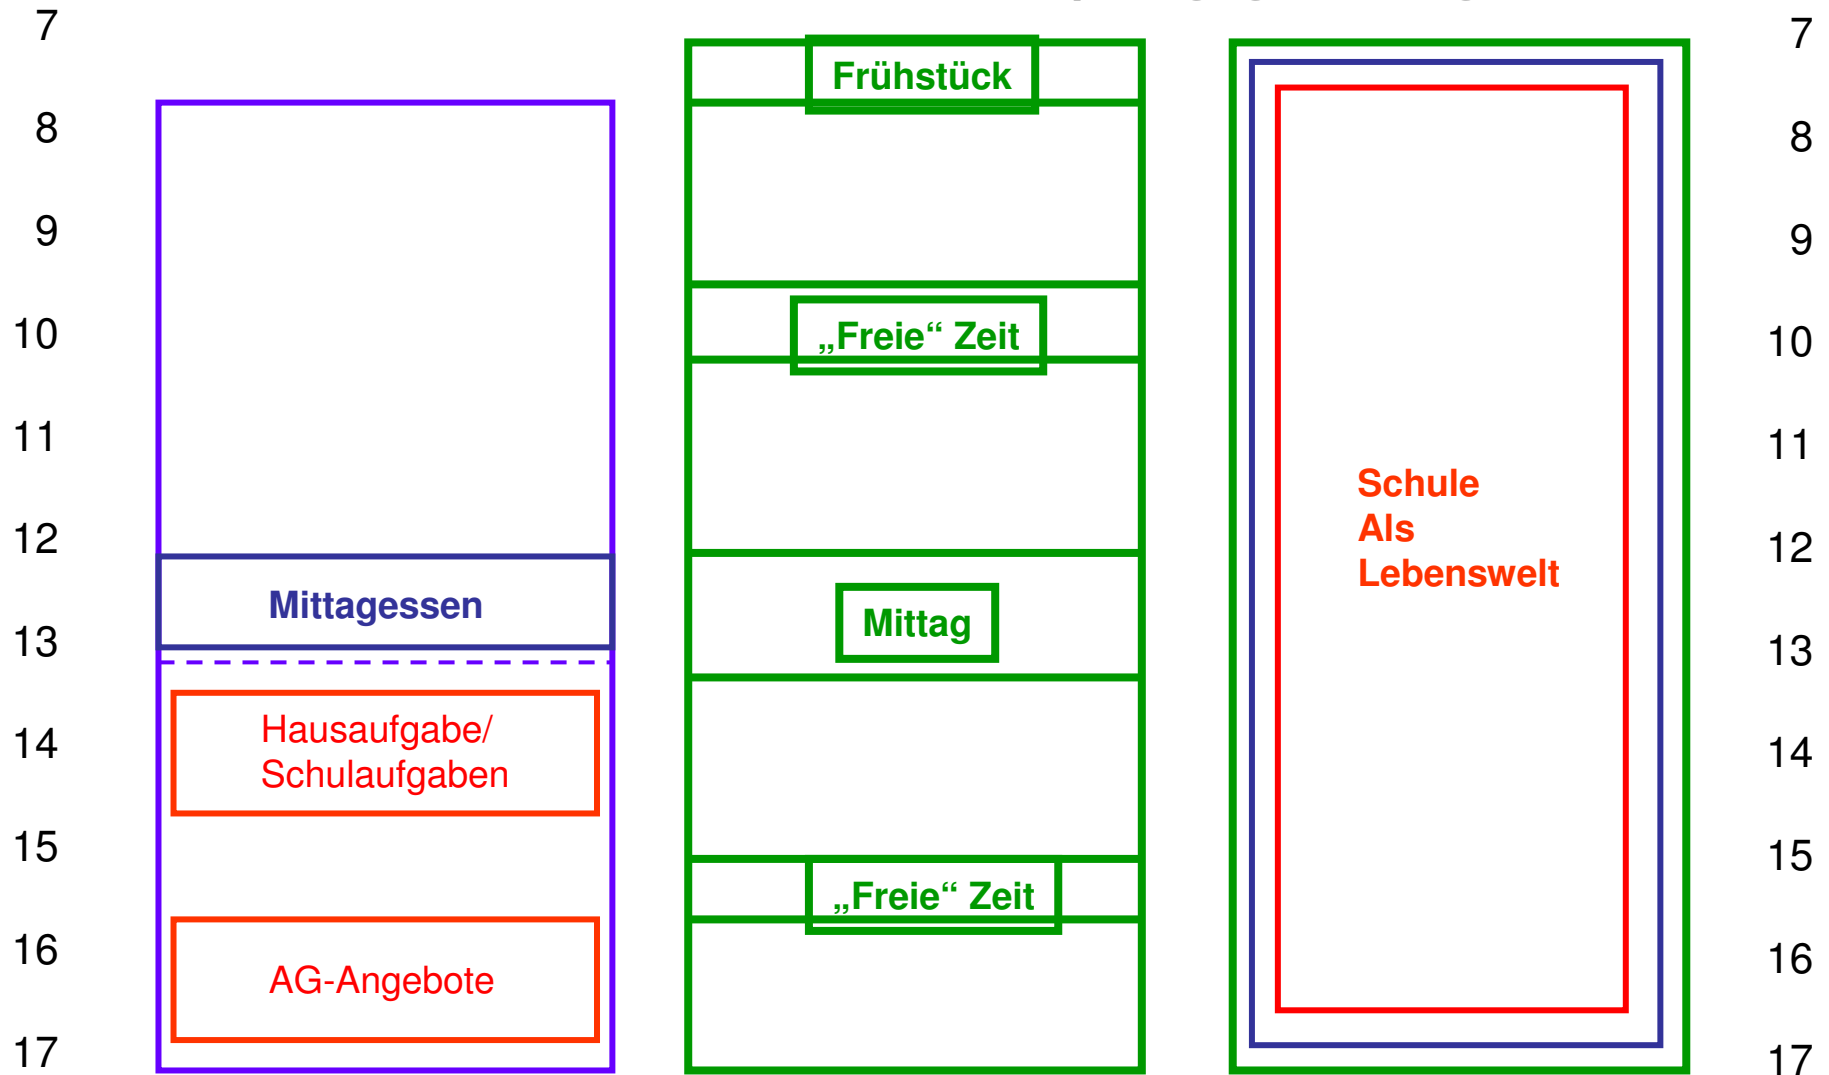 7
8
9
10
11
12
13
14
15
16
17
Mittagessen
Hausaufgabe/
Schulaufgaben
AG-Angebote
Frühstück
„Freie“ Zeit
Mittag
„Freie“ Zeit
Schule
Als
Lebenswelt
7
8
9
10
11
12
13
14
15
16
17